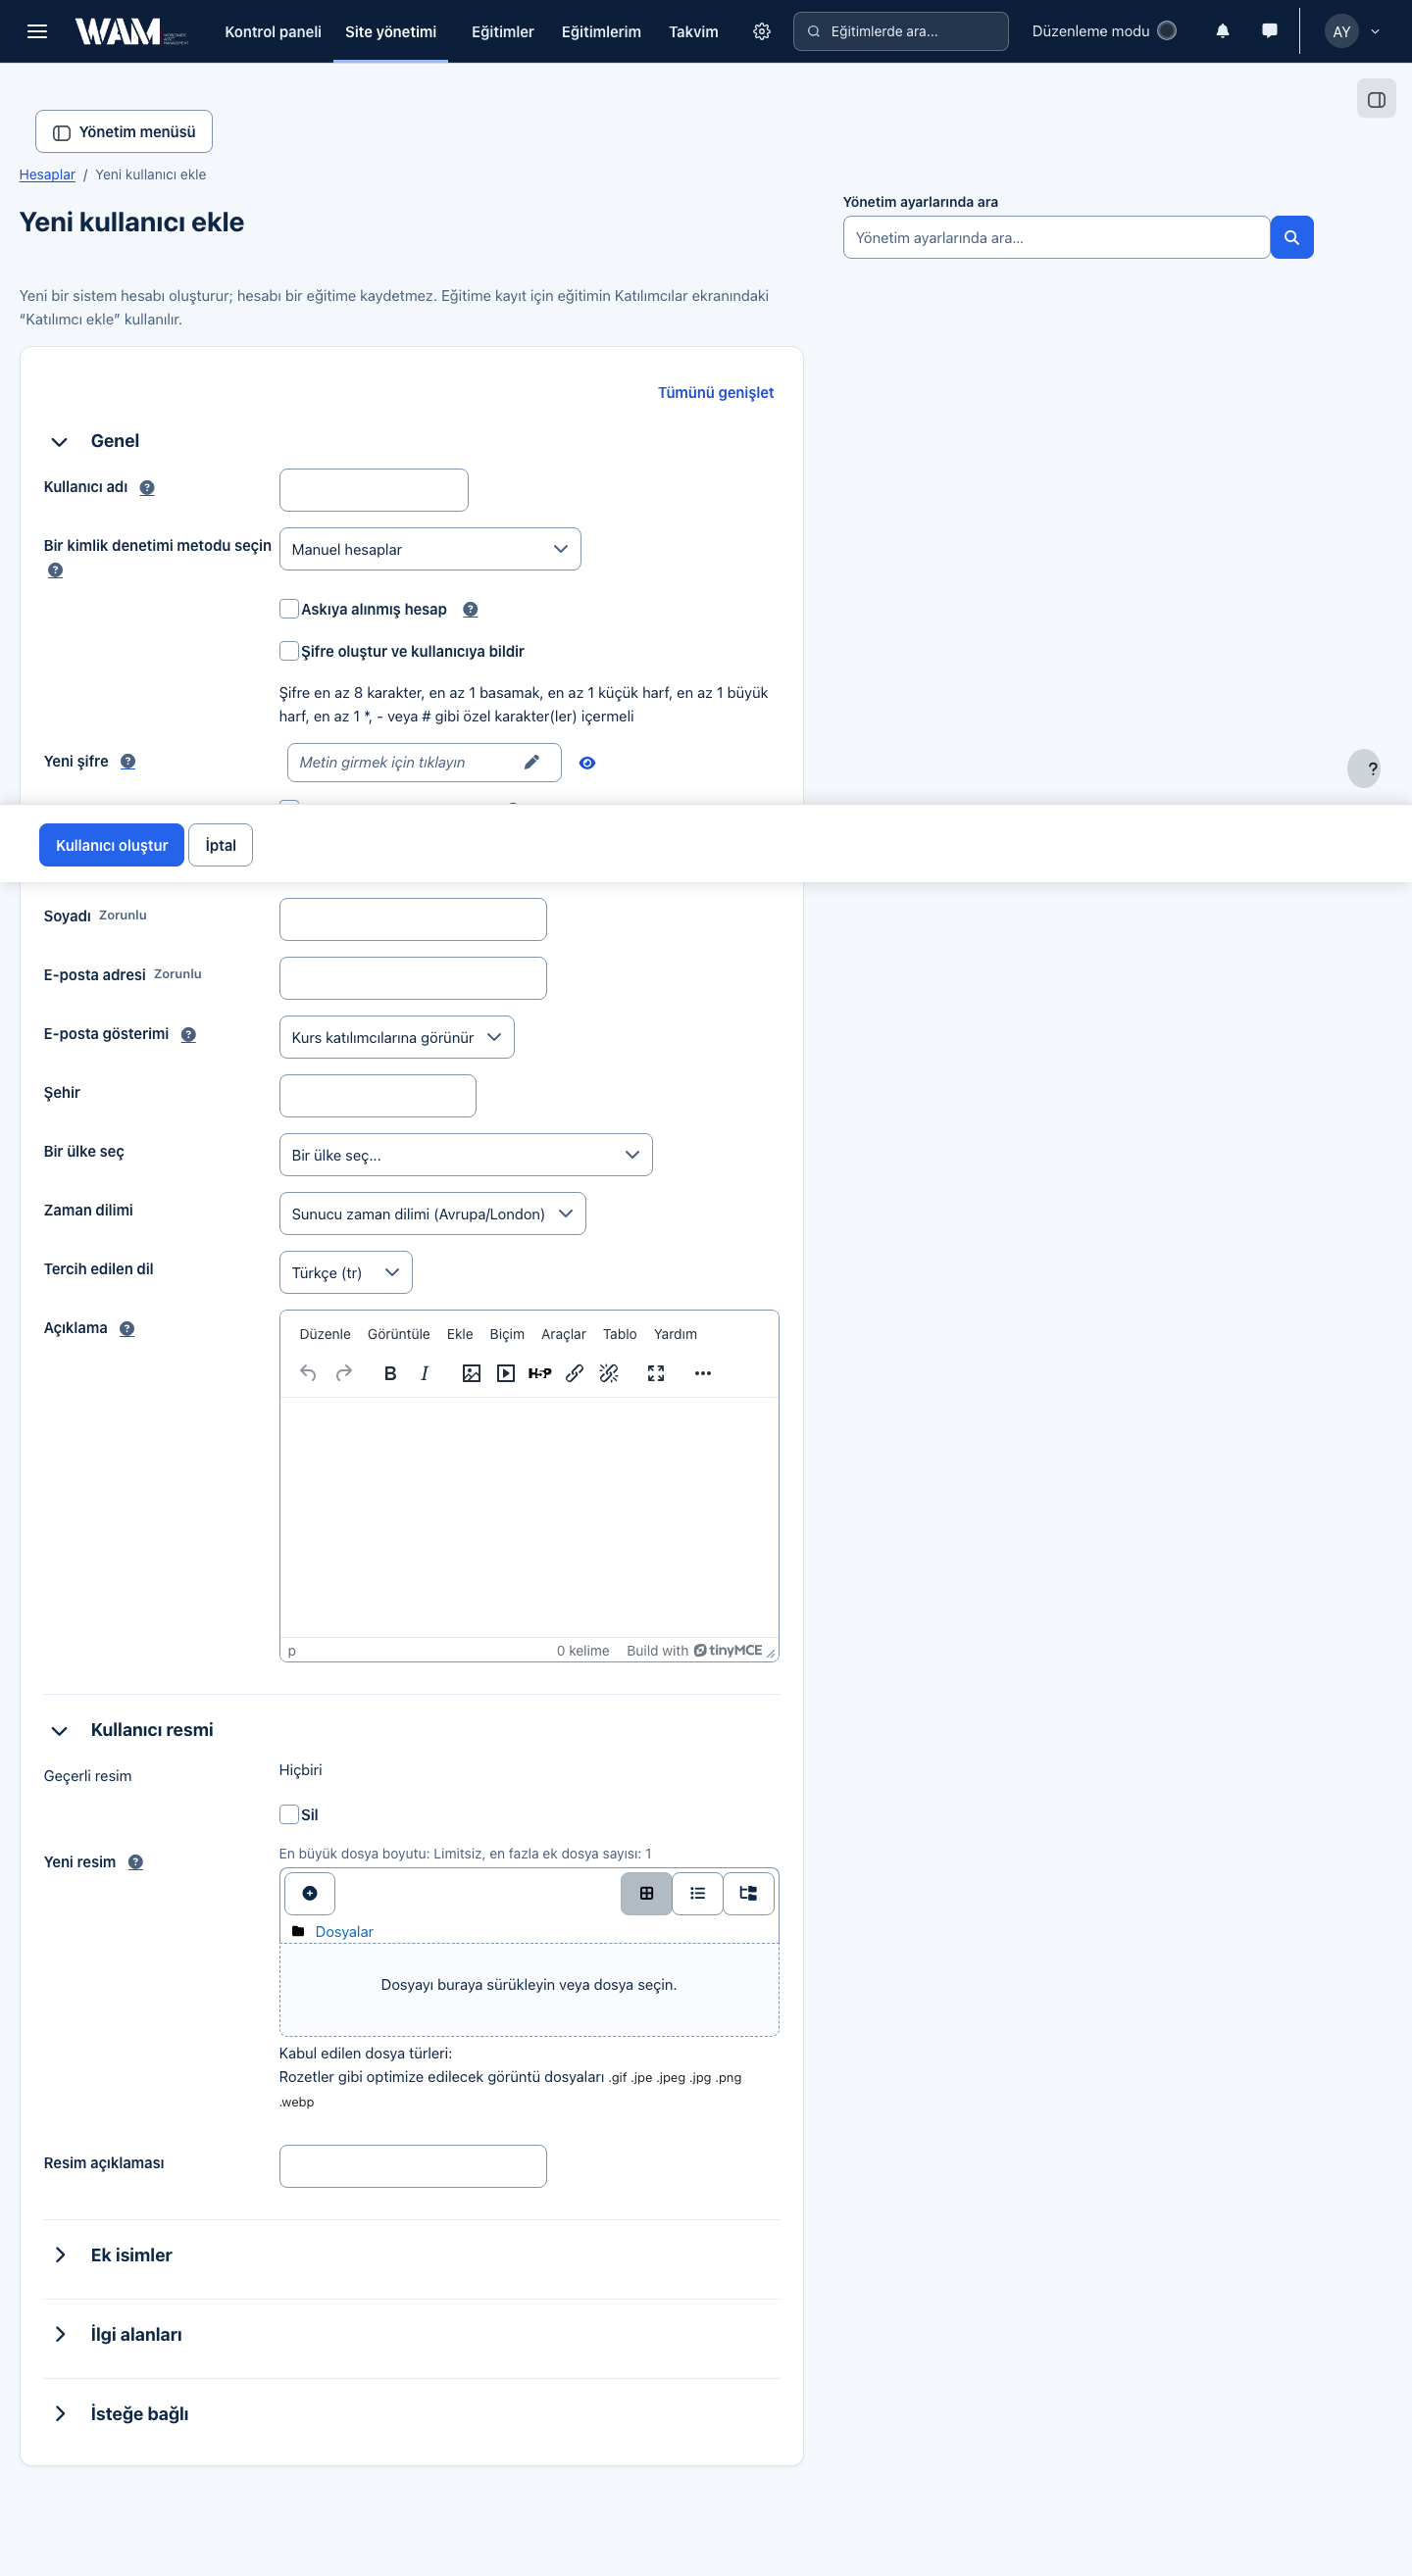 WAM
Kontrol paneli
Site yönetimi
Eğitimler
Eğitimlerim
Takvim
Eğitimlerde ara...
Düzenleme modu
AY
Yönetim menüsü
Hesaplar / Yeni kullanıcı ekle
Yeni kullanıcı ekle
Yönetim ayarlarında ara
Yönetim ayarlarında ara...
Yeni bir sistem hesabı oluşturur; hesabı bir eğitime kaydetmez. Eğitime kayıt için eğitimin Katılımcılar ekranındaki
“Katılımcı ekle” kullanılır.
Tümünü genişlet
Genel
Kullanıcı adı ?
Bir kimlik denetimi metodu seçin
?
Manuel hesaplar
Askıya alınmış hesap ?
Şifre oluştur ve kullanıcıya bildir
Şifre en az 8 karakter, en az 1 basamak, en az 1 küçük harf, en az 1 büyük
harf, en az 1 *, - veya # gibi özel karakter(ler) içermeli
Yeni şifre ?
Metin girmek için tıklayın
?
Kullanıcı oluştur
İptal
Soyadı Zorunlu
E-posta adresi Zorunlu
E-posta gösterimi ?
Kurs katılımcılarına görünür
Şehir
Bir ülke seç
Bir ülke seç...
Zaman dilimi
Sunucu zaman dilimi (Avrupa/London)
Tercih edilen dil
Türkçe (tr)
Açıklama ?
Düzenle Görüntüle Ekle Biçim Araçlar Tablo Yardım
B I H5P
p
0 kelime
Build with tinyMCE
Kullanıcı resmi
Geçerli resim
Hiçbiri
Sil
Yeni resim ?
En büyük dosya boyutu: Limitsiz, en fazla ek dosya sayısı: 1
Dosyalar
Dosyayı buraya sürükleyin veya dosya seçin.
Kabul edilen dosya türleri:
Rozetler gibi optimize edilecek görüntü dosyaları .gif .jpe .jpeg .jpg .png
.webp
Resim açıklaması
Ek isimler
İlgi alanları
İsteğe bağlı